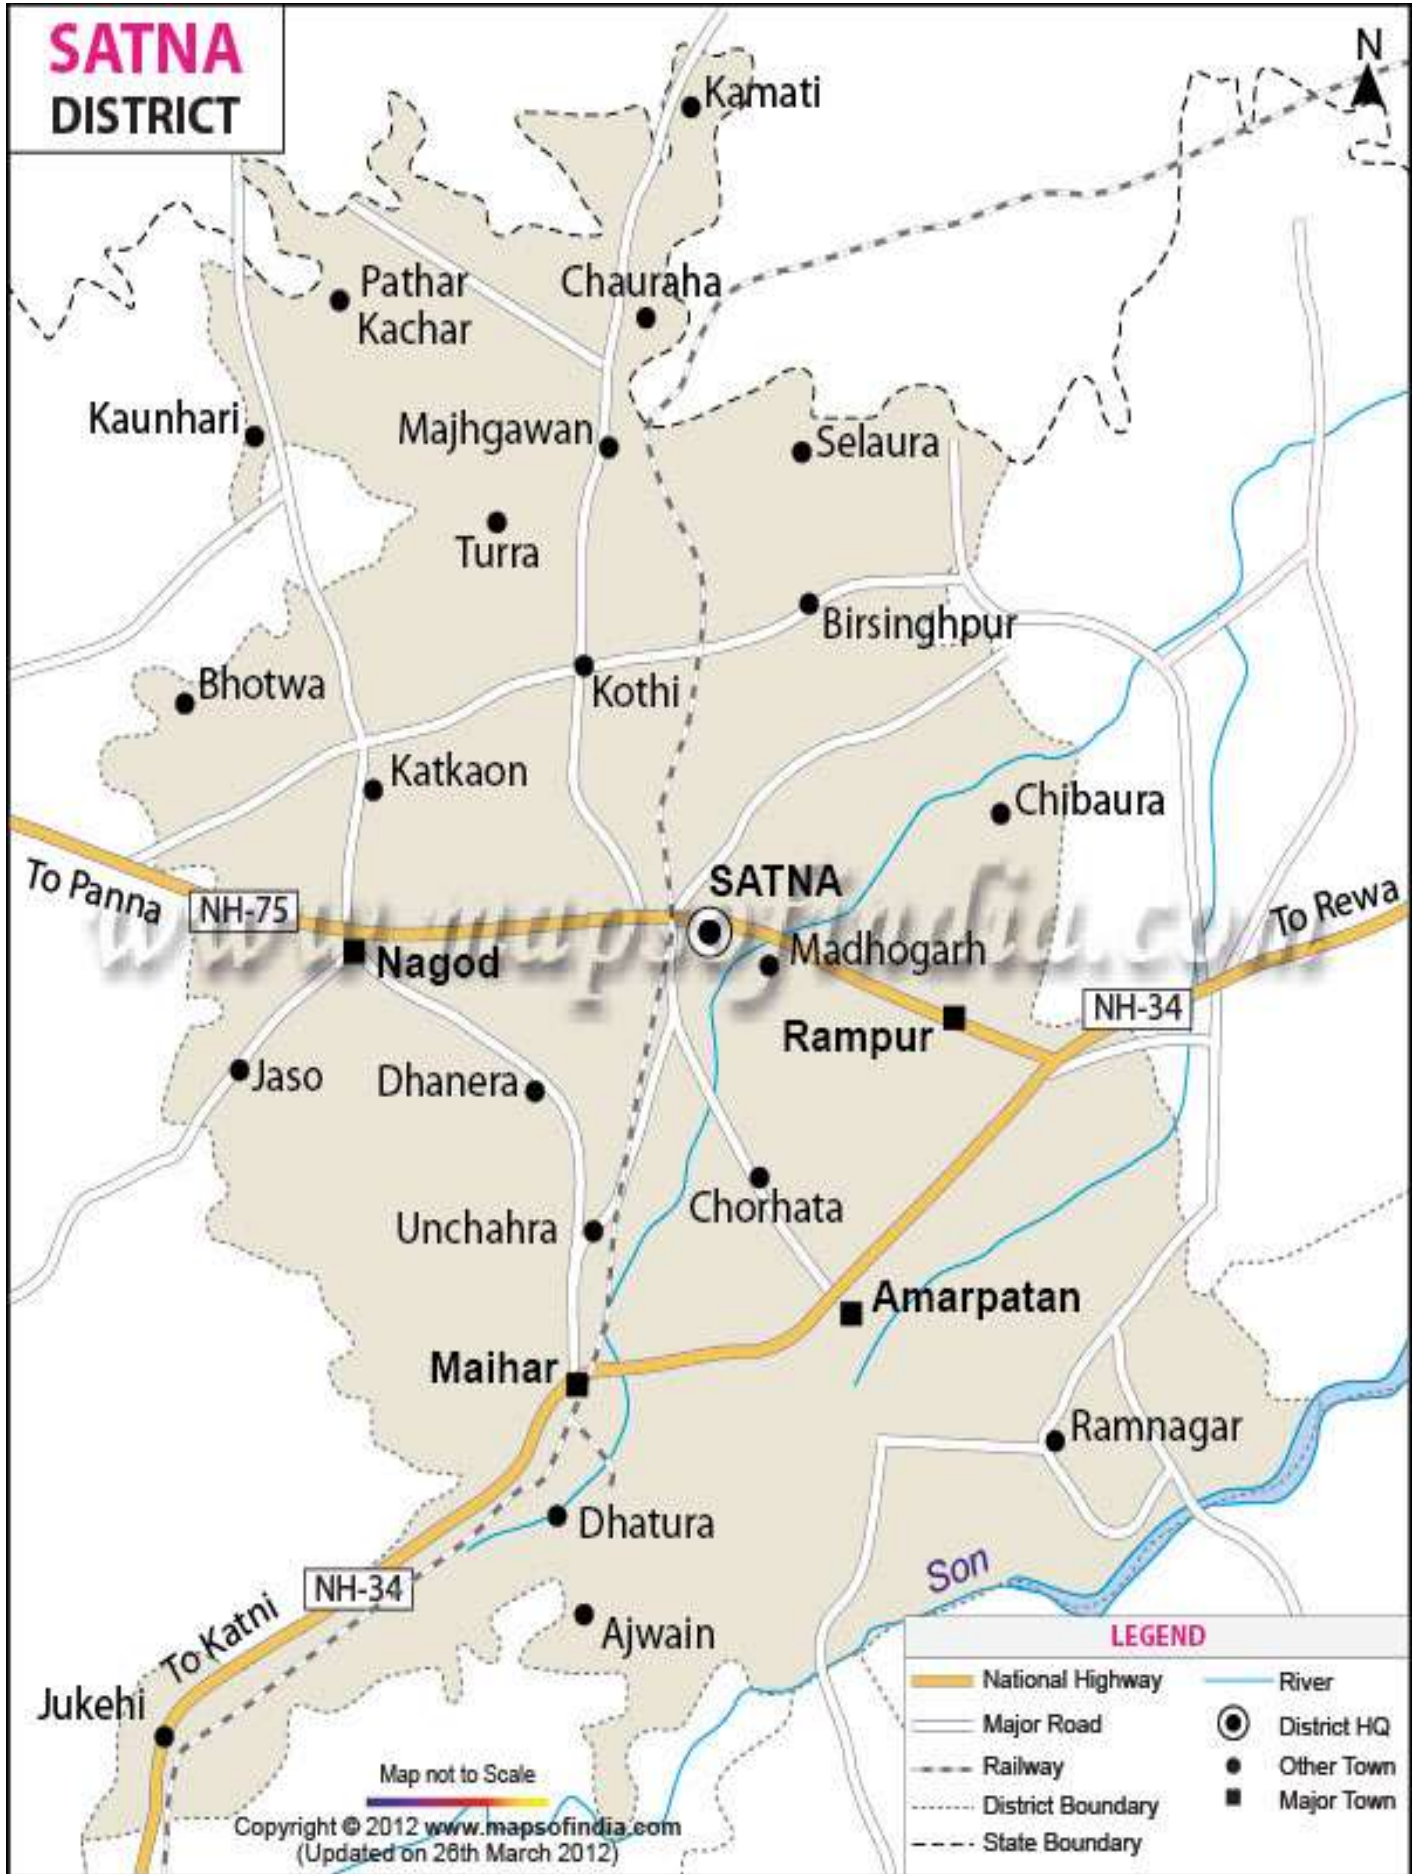 SATNA
DISTRICT
N
Kamati
Pathar
Kachar
Chauraha
Kaunhari
Majhgawan
Selaura
Turra
Birsinghpur
Bhotwa
Kothi
Katkaon
Chibaura
To Panna
NH-75
SATNA
To Rewa
www.mapsofindia.com
Nagod
Madhogarh
NH-34
Rampur
Jaso
Dhanera
Chorhata
Unchahra
Amarpatan
Maihar
Ramnagar
Dhatura
Son
NH-34
Ajwain
To Katni
Jukehi
LEGEND
National Highway
River
Major Road
District HQ
Railway
Other Town
District Boundary
Major Town
State Boundary
Map not to Scale
Copyright © 2012 www.mapsofindia.com
(Updated on 26th March 2012)